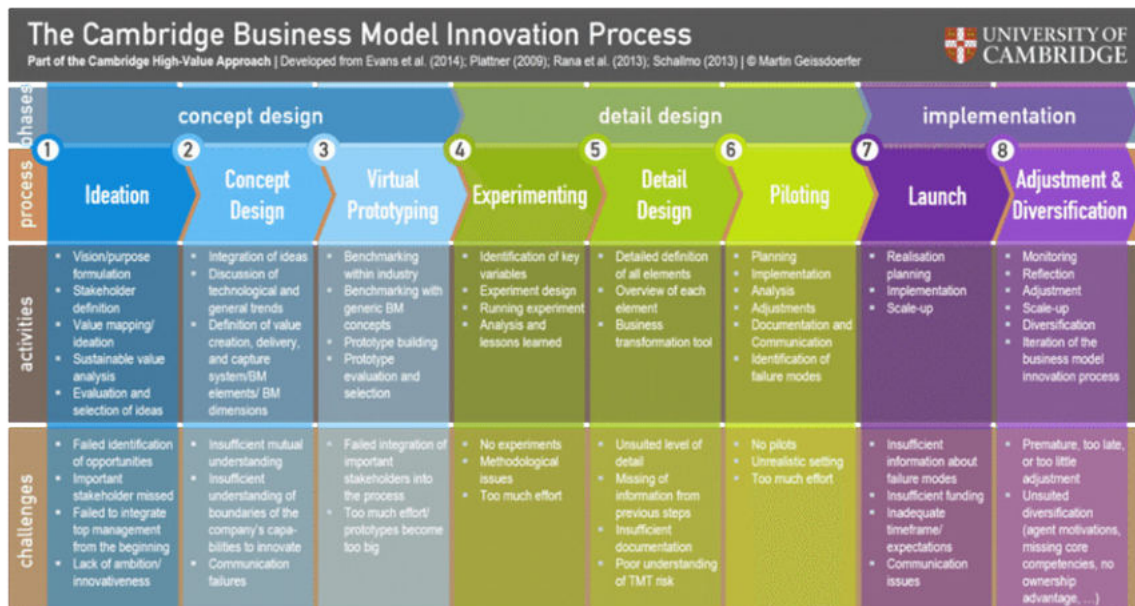 The Cambridge Business Model Innovation Process
Part of the Cambridge High-Value Approach | Developed from Evans et al. (2014); Plattner (2009); Rana et al. (2013); Schallmo (2013) | © Martin Geissdoerfer
UNIVERSITY OF
CAMBRIDGE
phases
concept design
detail design
implementation
process
1
Ideation
2
Concept
Design
3
Virtual
Prototyping
4
Experimenting
5
Detail
Design
6
Piloting
7
Launch
8
Adjustment &
Diversification
activities
▪ Vision/purpose
formulation
▪ Stakeholder
definition
▪ Value mapping/
ideation
▪ Sustainable value
analysis
▪ Evaluation and
selection of ideas
▪ Integration of ideas
▪ Discussion of
technological and
general trends
▪ Definition of value
creation, delivery,
and capture
system/BM
elements/ BM
dimensions
▪ Benchmarking
within industry
▪ Benchmarking with
generic BM
concepts
▪ Prototype building
▪ Prototype
evaluation and
selection
▪ Identification of key
variables
▪ Experiment design
▪ Running experiment
▪ Analysis and
lessons learned
▪ Detailed definition
of all elements
▪ Overview of each
element
▪ Business
transformation tool
▪ Planning
▪ Implementation
▪ Analysis
▪ Adjustments
▪ Documentation and
Communication
▪ Identification of
failure modes
▪ Realisation
planning
▪ Implementation
▪ Scale-up
▪ Monitoring
▪ Reflection
▪ Adjustment
▪ Scale-up
▪ Diversification
▪ Iteration of the
business model
innovation process
challenges
▪ Failed identification
of opportunities
▪ Important
stakeholder missed
▪ Failed to integrate
top management
from the beginning
▪ Lack of ambition/
innovativeness
▪ Insufficient mutual
understanding
▪ Insufficient
understanding of
boundaries of the
company's capa-
bilities to innovate
▪ Communication
failures
▪ Failed integration of
important
stakeholders into
the process
▪ Too much effort/
prototypes become
too big
▪ No experiments
▪ Methodological
issues
▪ Too much effort
▪ Unsuited level of
detail
▪ Missing of
information from
previous steps
▪ Insufficient
documentation
▪ Poor understanding
of TMT risk
▪ No pilots
▪ Unrealistic setting
▪ Too much effort
▪ Insufficient
information about
failure modes
▪ Insufficient funding
▪ Inadequate
timeframe/
expectations
▪ Communication
issues
▪ Premature, too late,
or too little
adjustment
▪ Unsuited
diversification
(agent motivations,
missing core
competencies, no
ownership
advantage, ...)